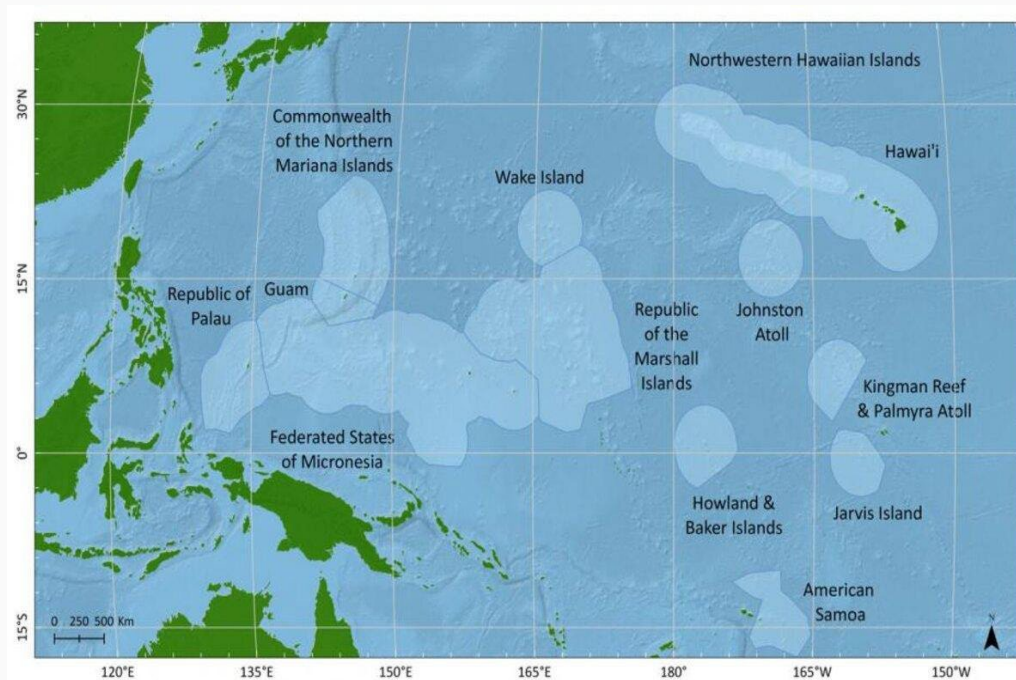 Northwestern Hawaiian Islands
30°N
Commonwealth
of the Northern
Mariana Islands
Hawai'i
Wake Island
15°N
Republic of
Palau
Guam
Republic
of the
Marshall
Islands
Johnston
Atoll
Kingman Reef
& Palmyra Atoll
0°
Federated States
of Micronesia
Howland &
Baker Islands
Jarvis Island
American
Samoa
0 250 500 Km
N
15°S
120°E
135°E
150°E
165°E
180°
165°W
150°W